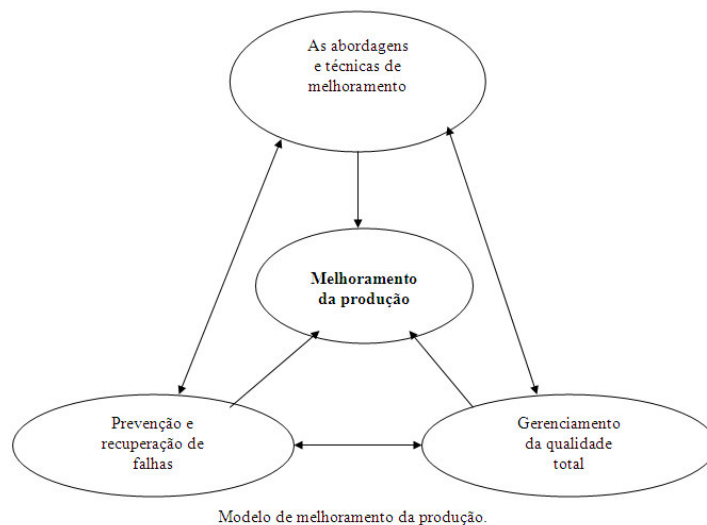 As abordagens
e técnicas de
melhoramento
Melhoramento
da produção
Prevenção e
recuperação de
falhas
Gerenciamento
da qualidade
total
Modelo de melhoramento da produção.